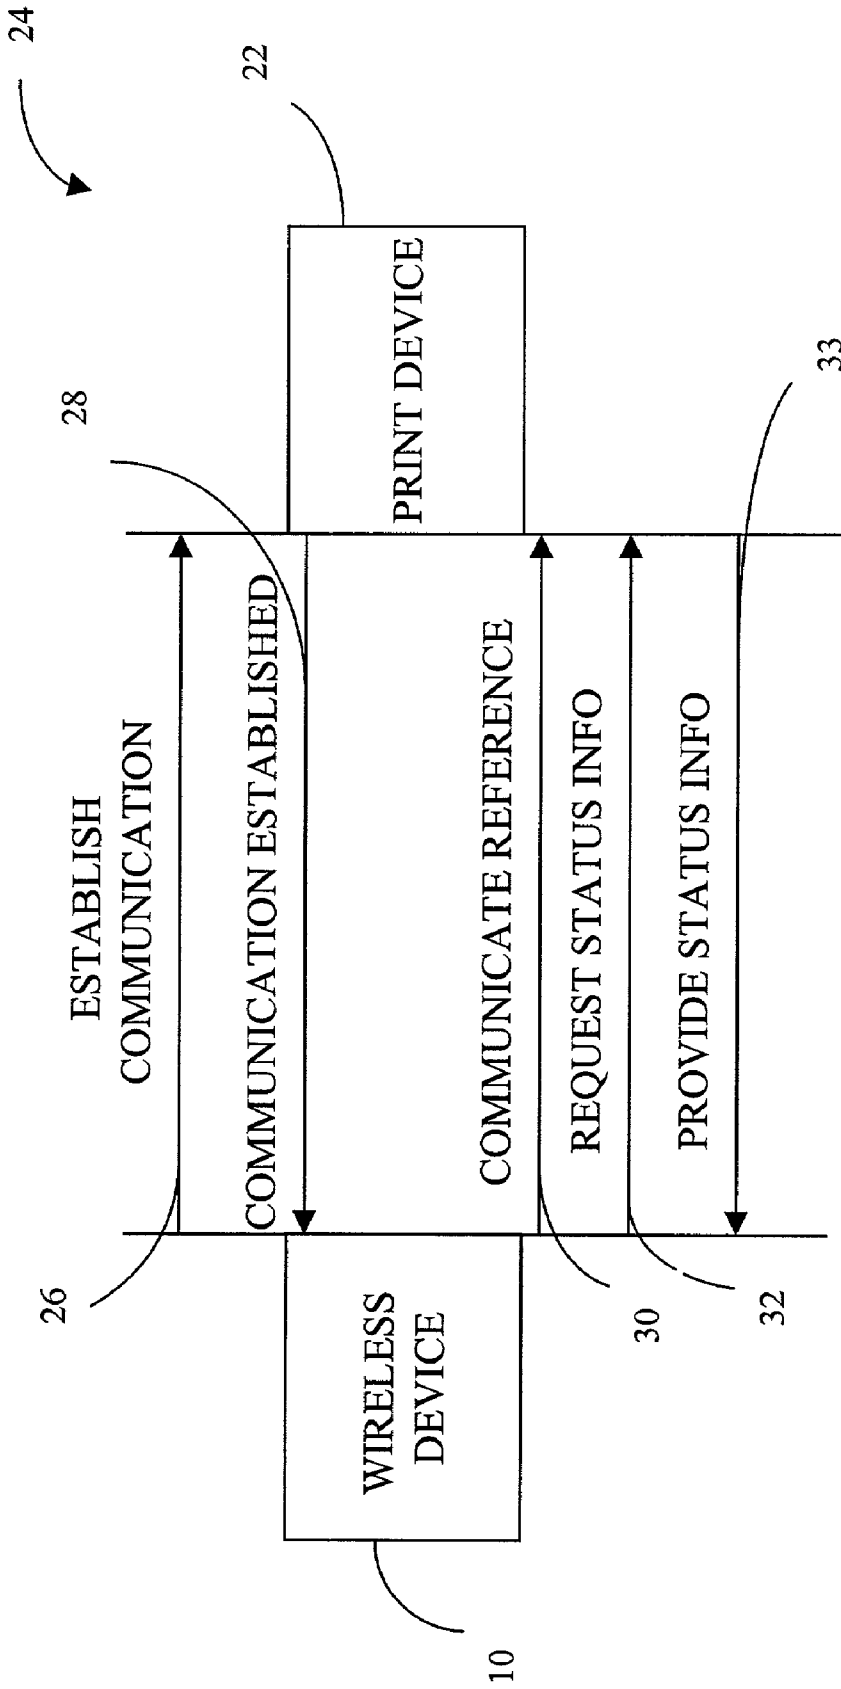 24
22
28
ESTABLISH
COMMUNICATION
26
COMMUNICATION ESTABLISHED
WIRELESS
DEVICE
PRINT DEVICE
10
COMMUNICATE REFERENCE
30
REQUEST STATUS INFO
32
PROVIDE STATUS INFO
33